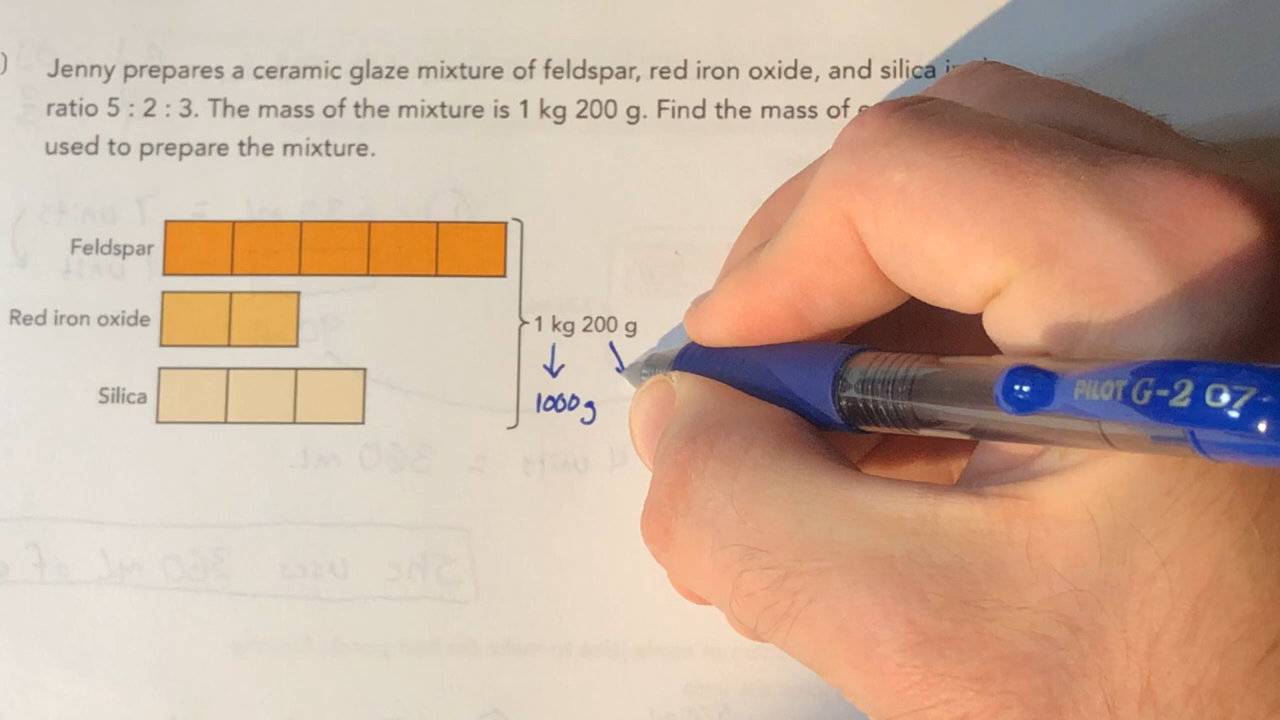 )
Jenny prepares a ceramic glaze mixture of feldspar, red iron oxide, and silica
ratio 5 : 2 : 3. The mass of the mixture is 1 kg 200 g. Find the mass of
used to prepare the mixture.
Feldspar
Red iron oxide
1 kg 200 g
Silica
1000g
PILOT G-2 07